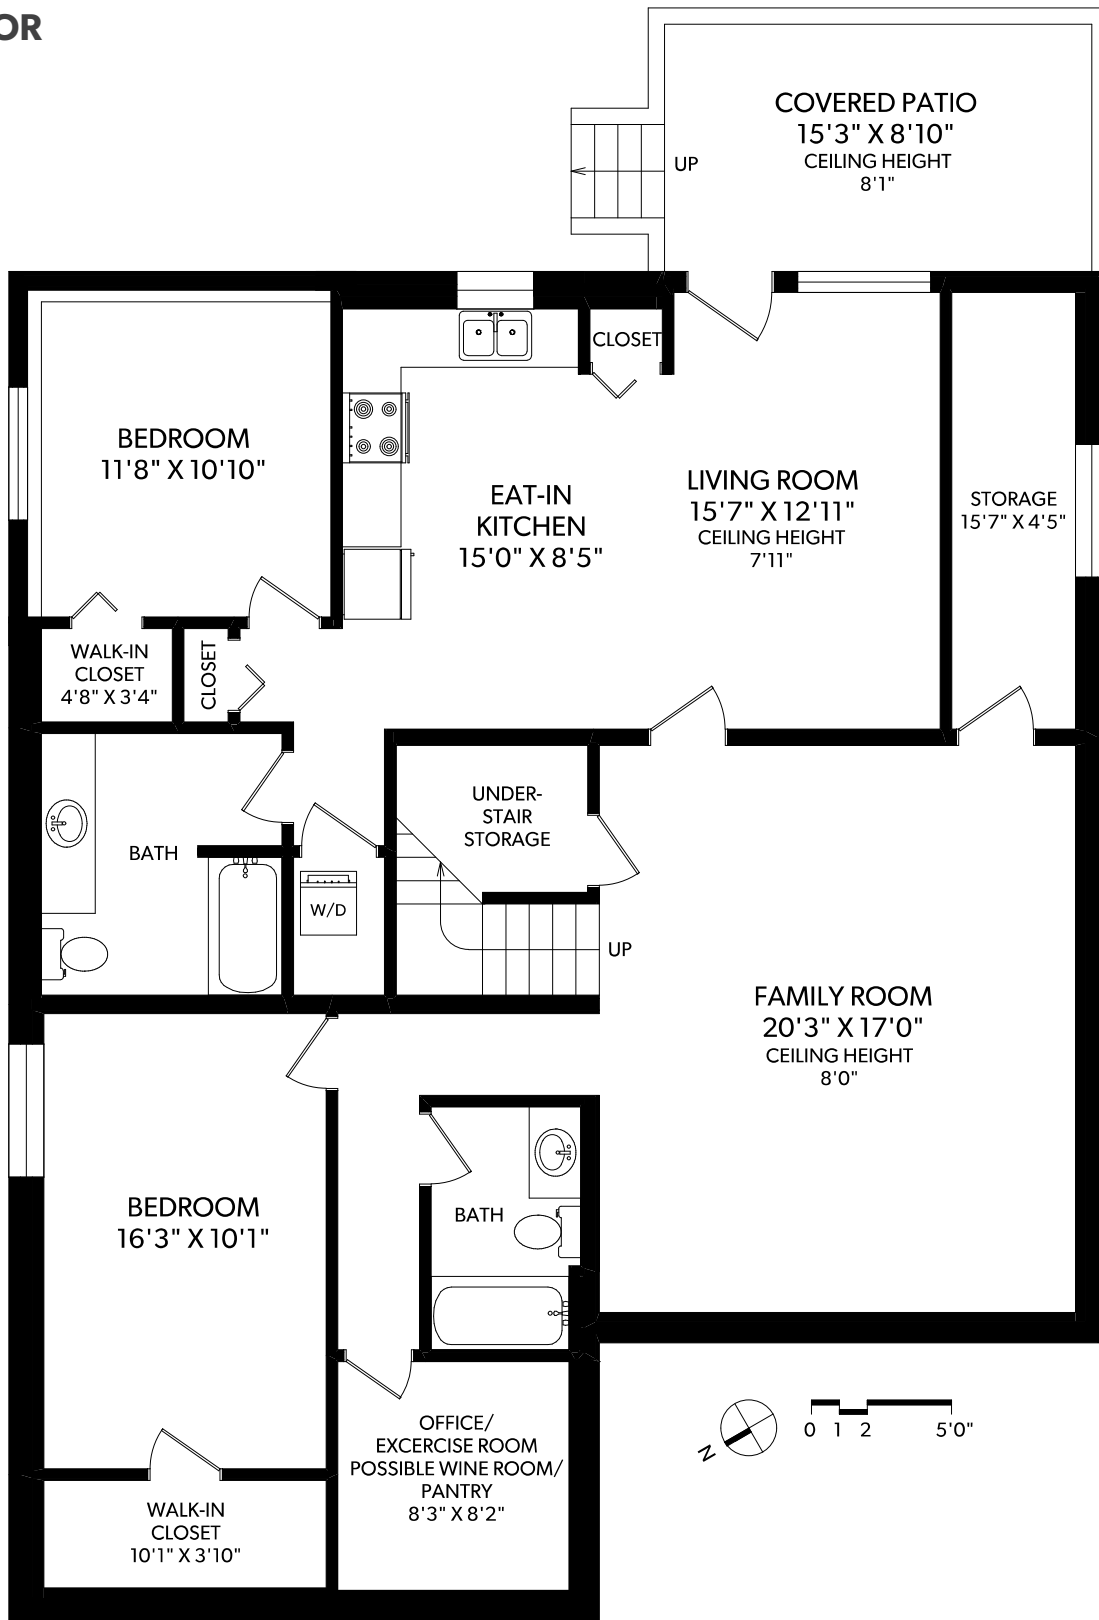 OR
COVERED PATIO
15'3" X 8'10"
CEILING HEIGHT
8'1"
UP
CLOSET
BEDROOM
11'8" X 10'10"
EAT-IN
KITCHEN
15'0" X 8'5"
LIVING ROOM
15'7" X 12'11"
CEILING HEIGHT
7'11"
STORAGE
15'7" X 4'5"
WALK-IN
CLOSET
4'8" X 3'4"
CLOSET
UNDER-
STAIR
STORAGE
BATH
W/D
UP
FAMILY ROOM
20'3" X 17'0"
CEILING HEIGHT
8'0"
BEDROOM
16'3" X 10'1"
BATH
OFFICE/
EXCERCISE ROOM
POSSIBLE WINE ROOM/
PANTRY
8'3" X 8'2"
WALK-IN
CLOSET
10'1" X 3'10"
N
0 1 2 5'0"